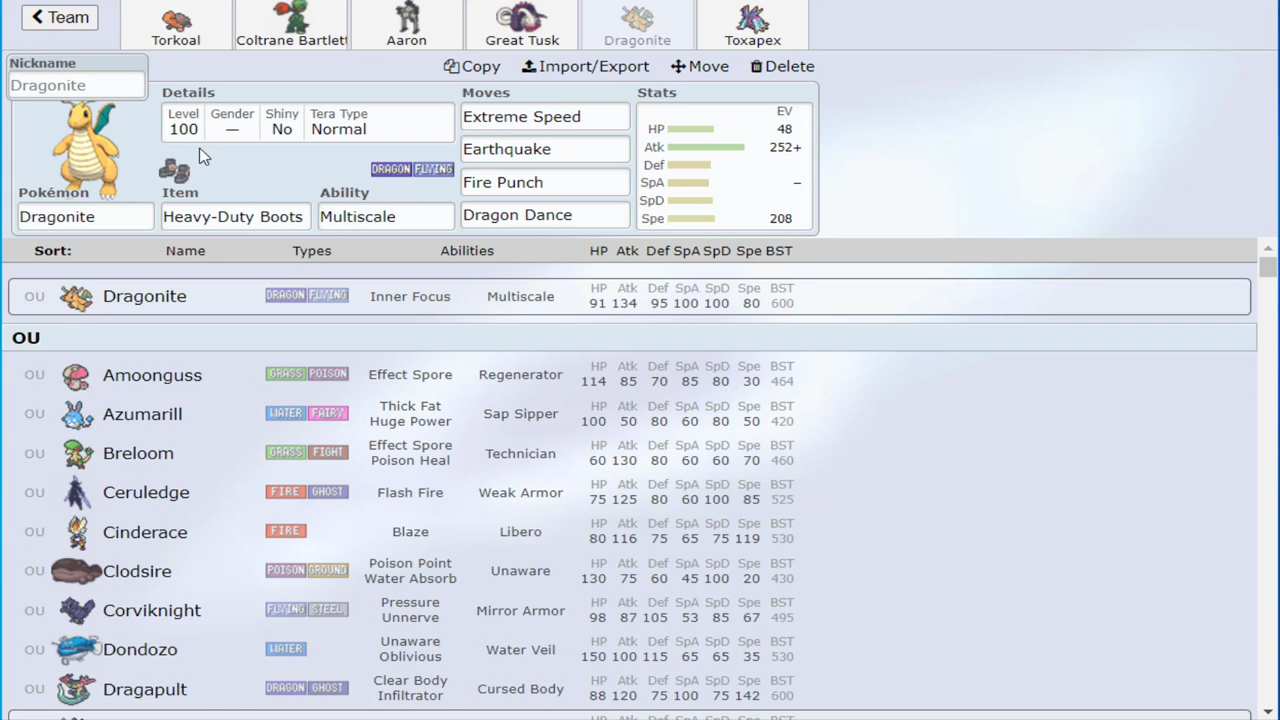 Team
Torkoal
Coltrane Bartlett
Aaron
Great Tusk
Dragonite
Toxapex
Nickname
Dragonite
Copy
Import/Export
Move
Delete
Details
Level Gender Shiny Tera Type
100 — No Normal
DRAGON FLYING
Pokémon
Dragonite
Item
Heavy-Duty Boots
Ability
Multiscale
Moves
Extreme Speed
Earthquake
Fire Punch
Dragon Dance
Stats
EV
HP 48
Atk 252+
Def
SpA –
SpD
Spe 208
Sort: Name Types Abilities HP Atk Def SpA SpD Spe BST
OU Dragonite DRAGON FLYING Inner Focus Multiscale HP Atk Def SpA SpD Spe BST
91 134 95 100 100 80 600
OU
OU Amoonguss GRASS POISON Effect Spore Regenerator HP Atk Def SpA SpD Spe BST
114 85 70 85 80 30 464
OU Azumarill WATER FAIRY Thick Fat Sap Sipper HP Atk Def SpA SpD Spe BST
Huge Power 100 50 80 60 80 50 420
OU Breloom GRASS FIGHT Effect Spore Technician HP Atk Def SpA SpD Spe BST
Poison Heal 60 130 80 60 60 70 460
OU Ceruledge FIRE GHOST Flash Fire Weak Armor HP Atk Def SpA SpD Spe BST
75 125 80 60 100 85 525
OU Cinderace FIRE Blaze Libero HP Atk Def SpA SpD Spe BST
80 116 75 65 75 119 530
OU Clodsire POISON GROUND Poison Point Unaware HP Atk Def SpA SpD Spe BST
Water Absorb 130 75 60 45 100 20 430
OU Corviknight FLYING STEEL Pressure Mirror Armor HP Atk Def SpA SpD Spe BST
Unnerve 98 87 105 53 85 67 495
OU Dondozo WATER Unaware Water Veil HP Atk Def SpA SpD Spe BST
Oblivious 150 100 115 65 65 35 530
OU Dragapult DRAGON GHOST Clear Body Cursed Body HP Atk Def SpA SpD Spe BST
Infiltrator 88 120 75 100 75 142 600